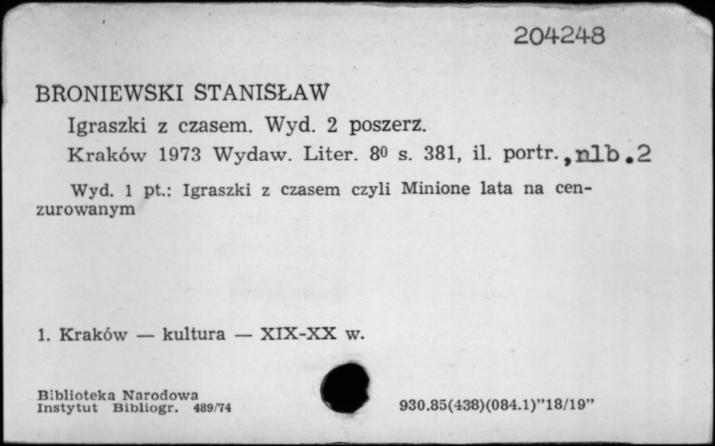 204248
BRONIEWSKI STANISŁAW
Igraszki z czasem. Wyd. 2 poszerz.
Kraków 1973 Wydaw. Liter. 8⁰ s. 381, il. portr. , nlb .2
Wyd. 1 pt.: Igraszki z czasem czyli Minione lata na cen-
zurowanym
1. Kraków — kultura — XIX-XX w.
Biblioteka Narodowa
Instytut Bibliogr. 489/74
930.85(438)(084.1)”18/19”